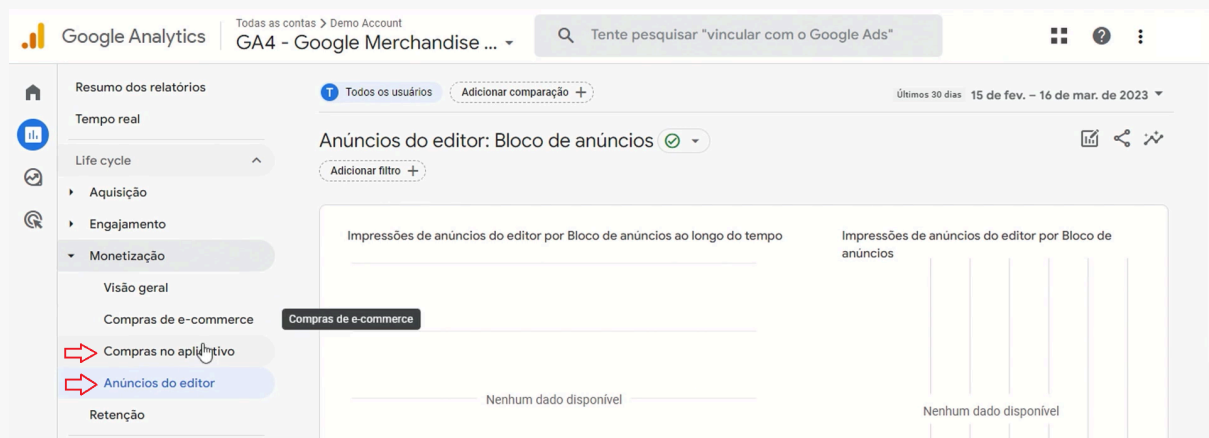 Google Analytics
Todas as contas > Demo Account
GA4 - Google Merchandise ...
Tente pesquisar "vincular com o Google Ads"
Resumo dos relatórios
Tempo real
Life cycle
Aquisição
Engajamento
Monetização
Visão geral
Compras de e-commerce
Compras no aplicativo
Anúncios do editor
Retenção
Compras de e-commerce
T Todos os usuários
Adicionar comparação +
Últimos 30 dias 15 de fev. – 16 de mar. de 2023
Anúncios do editor: Bloco de anúncios
Adicionar filtro +
Impressões de anúncios do editor por Bloco de anúncios ao longo do tempo
Nenhum dado disponível
Impressões de anúncios do editor por Bloco de
anúncios
Nenhum dado disponível